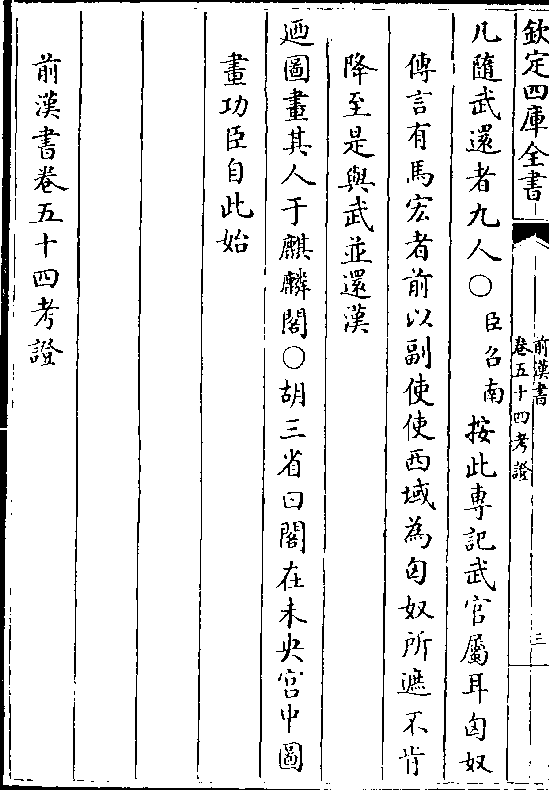 欽定四庫全書
前漢書
卷五十四考證
三
凡隨武還者九人○臣召南按此專記武官屬耳匈奴
傳言有馬宏者前以副使使西域為匈奴所遮不肯
降至是與武並還漢
迺圖畫其人于麒麟閣○胡三省曰閣在未央宫中圖
畫功臣自此始
前漢書卷五十四考證